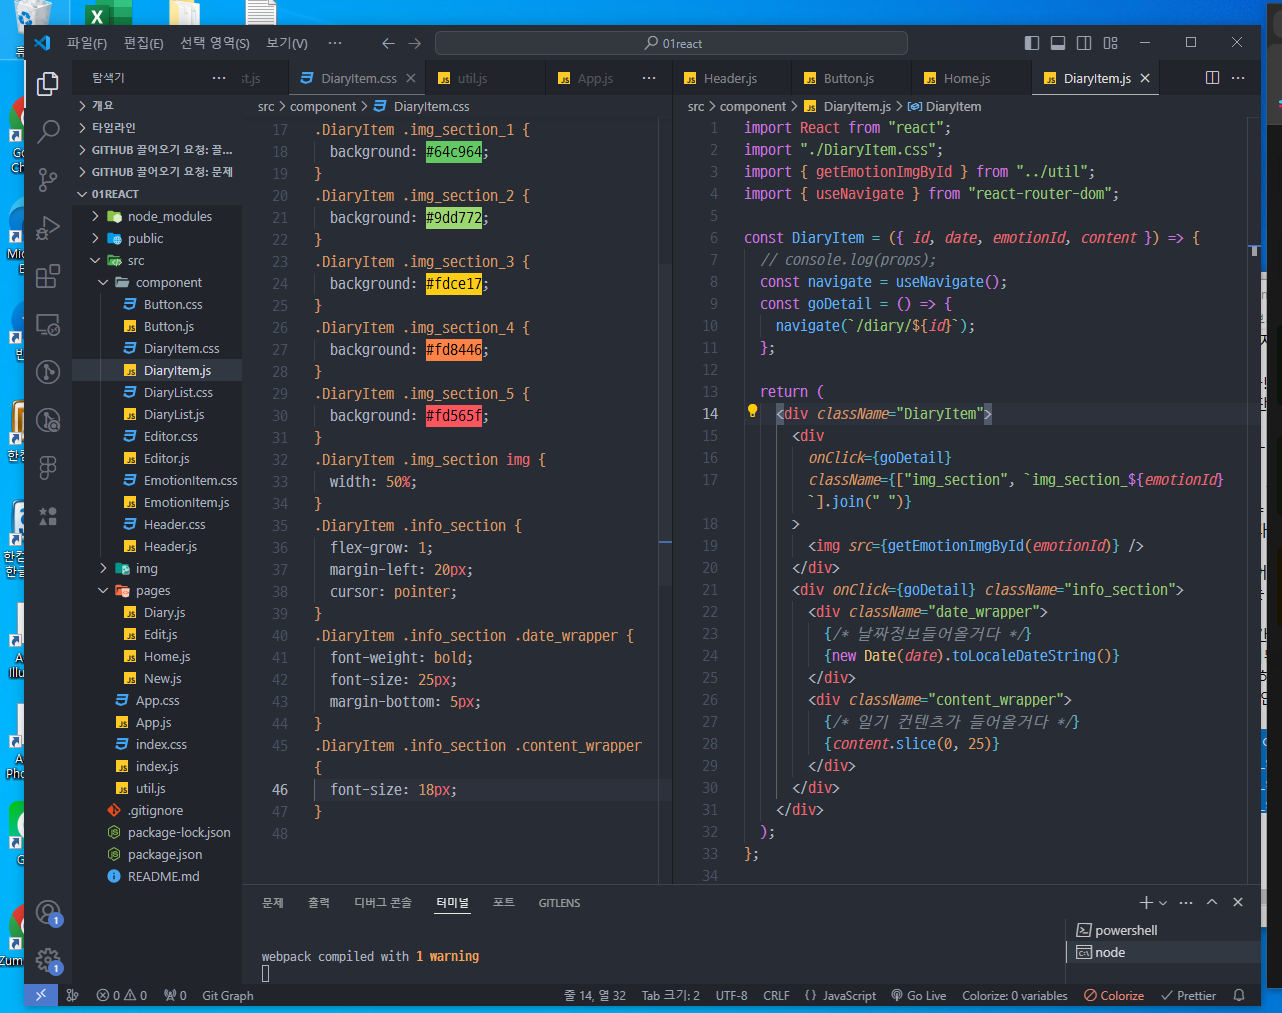 파일(F) 편집(E) 선택 영역(S) 보기(V) ··· 01react
탐색기 ···
st.js DiaryItem.css util.js App.js ··· Header.js Button.js Home.js DiaryItem.js ···
src > component > DiaryItem.css
src > component > DiaryItem.js > DiaryItem
개요
타임라인
GITHUB 끌어오기 요청: 끌...
GITHUB 끌어오기 요청: 문제
01REACT
node_modules
public
src
component
Button.css
Button.js
DiaryItem.css
DiaryItem.js
DiaryList.css
DiaryList.js
Editor.css
Editor.js
EmotionItem.css
EmotionItem.js
Header.css
Header.js
img
pages
Diary.js
Edit.js
Home.js
New.js
App.css
App.js
index.css
index.js
util.js
.gitignore
package-lock.json
package.json
README.md
17 .DiaryItem .img_section_1 {
18 background: #64c964;
19 }
20 .DiaryItem .img_section_2 {
21 background: #9dd772;
22 }
23 .DiaryItem .img_section_3 {
24 background: #fdce17;
25 }
26 .DiaryItem .img_section_4 {
27 background: #fd8446;
28 }
29 .DiaryItem .img_section_5 {
30 background: #fd565f;
31 }
32 .DiaryItem .img_section img {
33 width: 50%;
34 }
35 .DiaryItem .info_section {
36 flex-grow: 1;
37 margin-left: 20px;
38 cursor: pointer;
39 }
40 .DiaryItem .info_section .date_wrapper {
41 font-weight: bold;
42 font-size: 25px;
43 margin-bottom: 5px;
44 }
45 .DiaryItem .info_section .content_wrapper
{
46 font-size: 18px;
47 }
48
1 import React from "react";
2 import "./DiaryItem.css";
3 import { getEmotionImgById } from "../util";
4 import { useNavigate } from "react-router-dom";
5
6 const DiaryItem = ({ id, date, emotionId, content }) => {
7 // console.log(props);
8 const navigate = useNavigate();
9 const goDetail = () => {
10 navigate(`/diary/${id}`);
11 };
12
13 return (
14 <div className="DiaryItem">
15 <div
16 onClick={goDetail}
17 className={["img_section", `img_section_${emotionId}
`].join(" ")}
18 >
19 <img src={getEmotionImgById(emotionId)} />
20 </div>
21 <div onClick={goDetail} className="info_section">
22 <div className="date_wrapper">
23 {/* 날짜정보들어올거다 */}
24 {new Date(date).toLocaleDateString()}
25 </div>
26 <div className="content_wrapper">
27 {/* 일기 컨텐츠가 들어올거다 */}
28 {content.slice(0, 25)}
29 </div>
30 </div>
31 </div>
32 );
33 };
34
문제 출력 디버그 콘솔 터미널 포트 GITLENS
webpack compiled with 1 warning
powershell
node
0 0 0 Git Graph 줄 14, 열 32 Tab 크기: 2 UTF-8 CRLF {} JavaScript Go Live Colorize: 0 variables Colorize Prettier